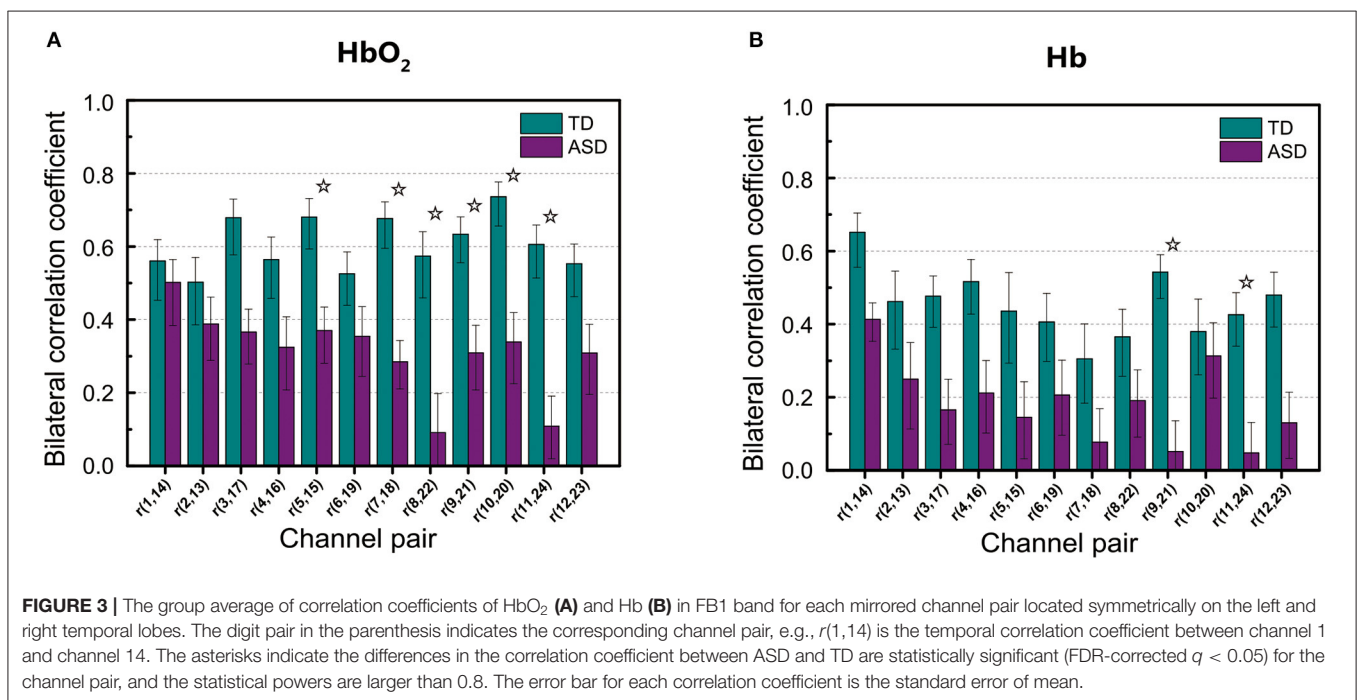 A
HbO₂
Bilateral correlation coefficient
1.0
0.8
0.6
0.4
0.2
0.0
TD
ASD
r(1,14)
r(2,13)
r(3,17)
r(4,16)
r(5,15)
r(6,19)
r(7,18)
r(8,22)
r(9,21)
r(10,20)
r(11,24)
r(12,23)
Channel pair
B
Hb
Bilateral correlation coefficient
1.0
0.8
0.6
0.4
0.2
0.0
TD
ASD
r(1,14)
r(2,13)
r(3,17)
r(4,16)
r(5,15)
r(6,19)
r(7,18)
r(8,22)
r(9,21)
r(10,20)
r(11,24)
r(12,23)
Channel pair
FIGURE 3 | The group average of correlation coefficients of HbO₂ (A) and Hb (B) in FB1 band for each mirrored channel pair located symmetrically on the left and
right temporal lobes. The digit pair in the parenthesis indicates the corresponding channel pair, e.g., r(1,14) is the temporal correlation coefficient between channel 1
and channel 14. The asterisks indicate the differences in the correlation coefficient between ASD and TD are statistically significant (FDR-corrected q < 0.05) for the
channel pair, and the statistical powers are larger than 0.8. The error bar for each correlation coefficient is the standard error of mean.